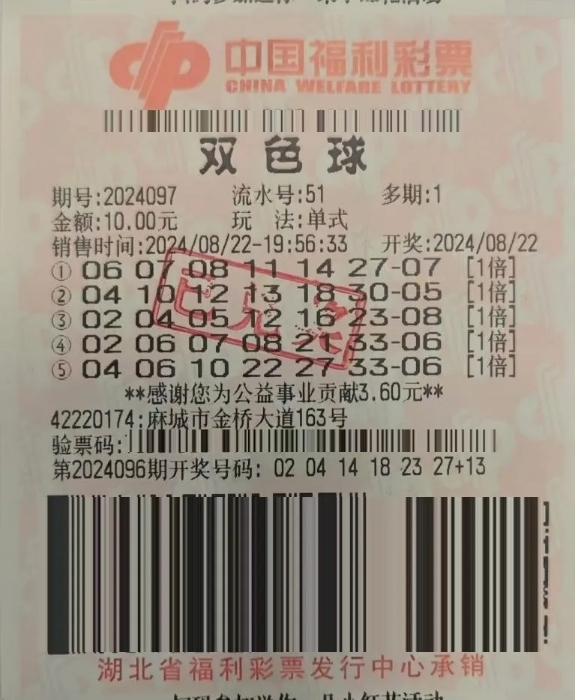 中国福利彩票
CHINA WELFARE LOTTERY
双色球
期号:2024097 流水号:51 多期:1
金额:10.00元 玩 法:单式
销售时间:2024/08/22-19:56:33 开奖:2024/08/22
① 06 07 08 11 14 27-07 [1倍]
② 04 10 12 13 18 30-05 [1倍]
③ 02 04 05 12 16 23-08 [1倍]
④ 02 06 07 08 21 33-06 [1倍]
⑤ 04 06 10 22 27 33-06 [1倍]
已兑奖
**感谢您为公益事业贡献3.60元**
42220174:麻城市金桥大道163号
验票码:
第2024096期开奖号码: 02 04 14 18 23 27+13
湖北省福利彩票发行中心承销